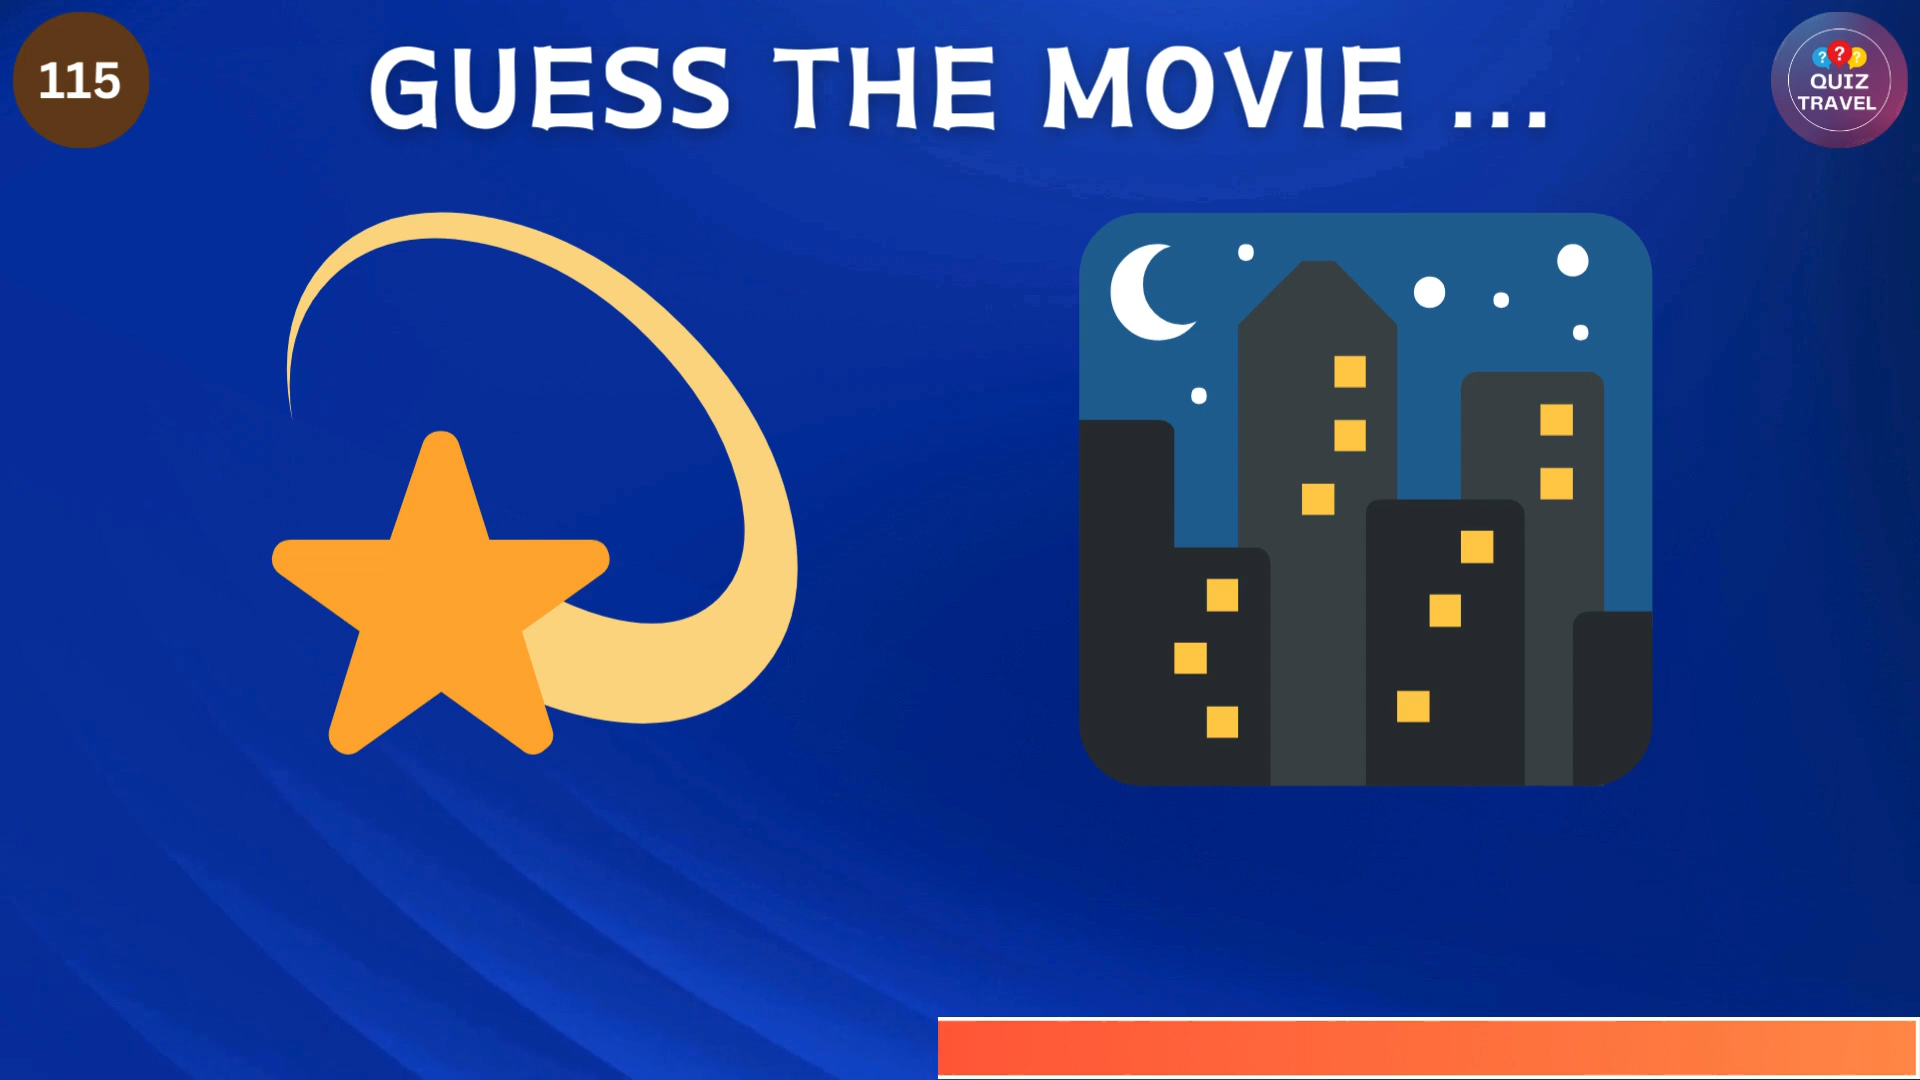 115
GUESS THE MOVIE ...
? ? ?
QUIZ
TRAVEL